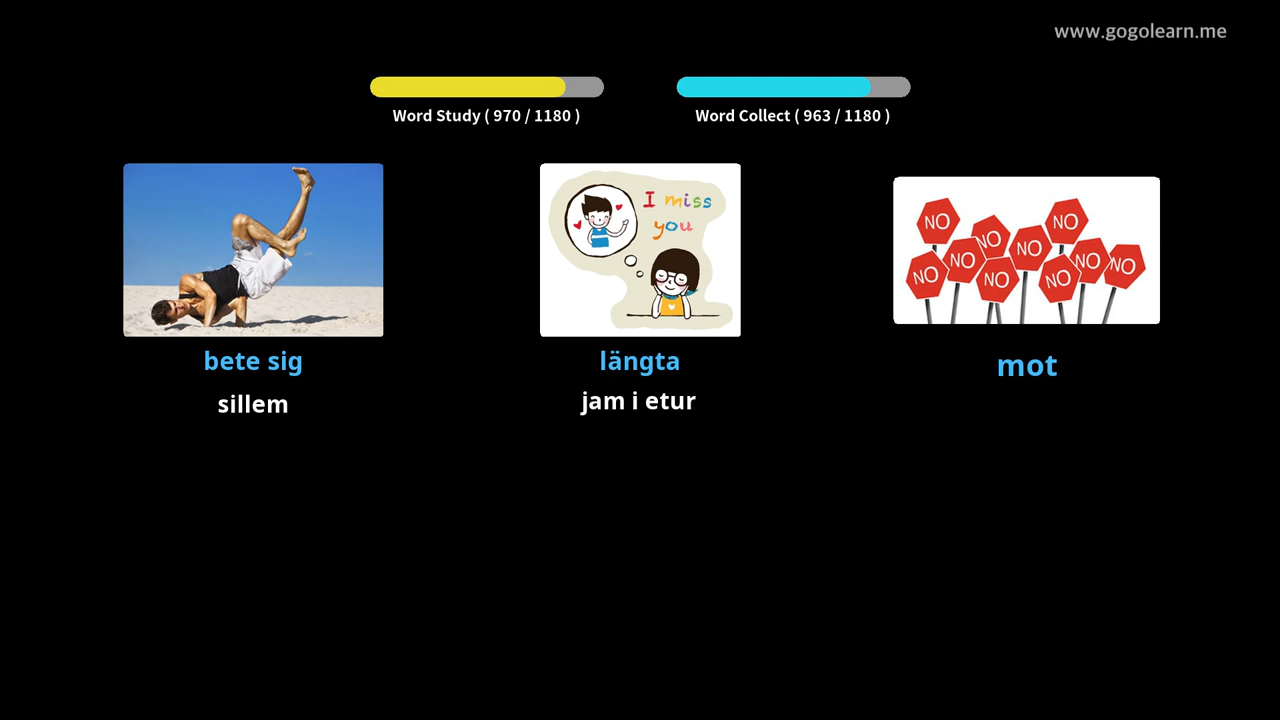 www.gogolearn.me
Word Study ( 970 / 1180 )
Word Collect ( 963 / 1180 )
I miss
you
NO
NO
NO
NO
NO
NO
NO
NO
NO
NO
bete sig
längta
mot
sillem
jam i etur